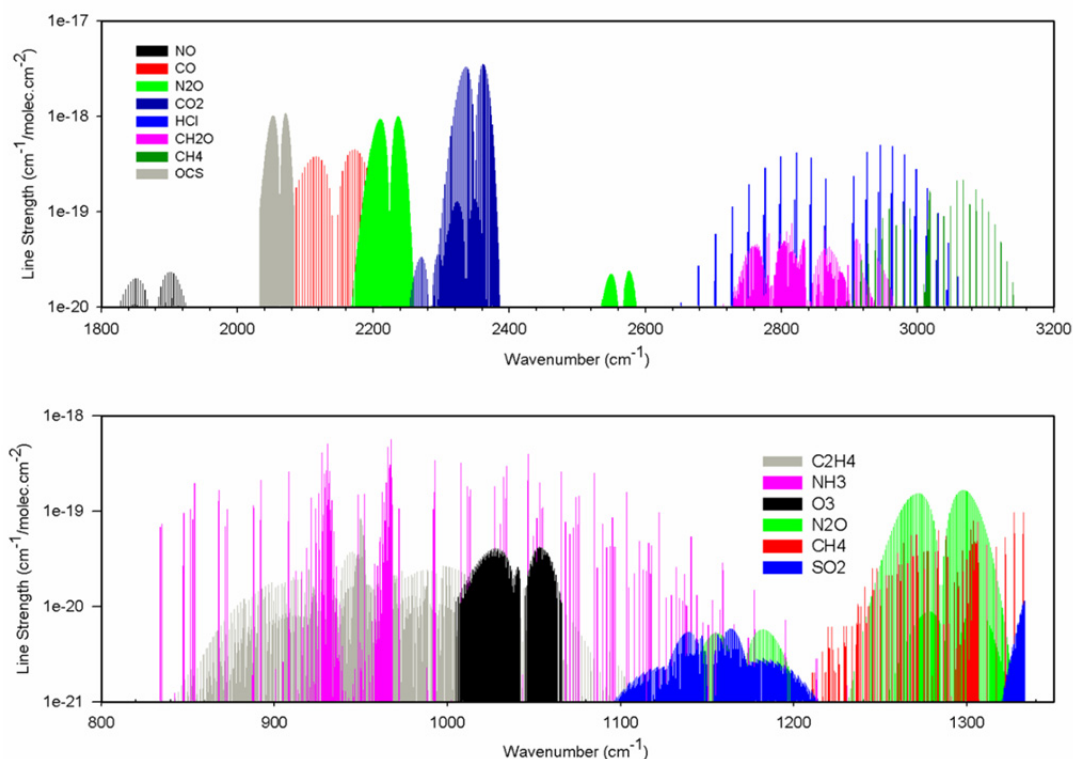 1e-17
1e-18
1e-19
1e-20
Line Strength (cm-1/molec.cm-2)
NO
CO
N2O
CO2
HCl
CH2O
CH4
OCS
1800 2000 2200 2400 2600 2800 3000 3200
Wavenumber (cm-1)
1e-18
1e-19
1e-20
1e-21
Line Strength (cm-1/molec.cm-2)
C2H4
NH3
O3
N2O
CH4
SO2
800 900 1000 1100 1200 1300
Wavenumber (cm-1)